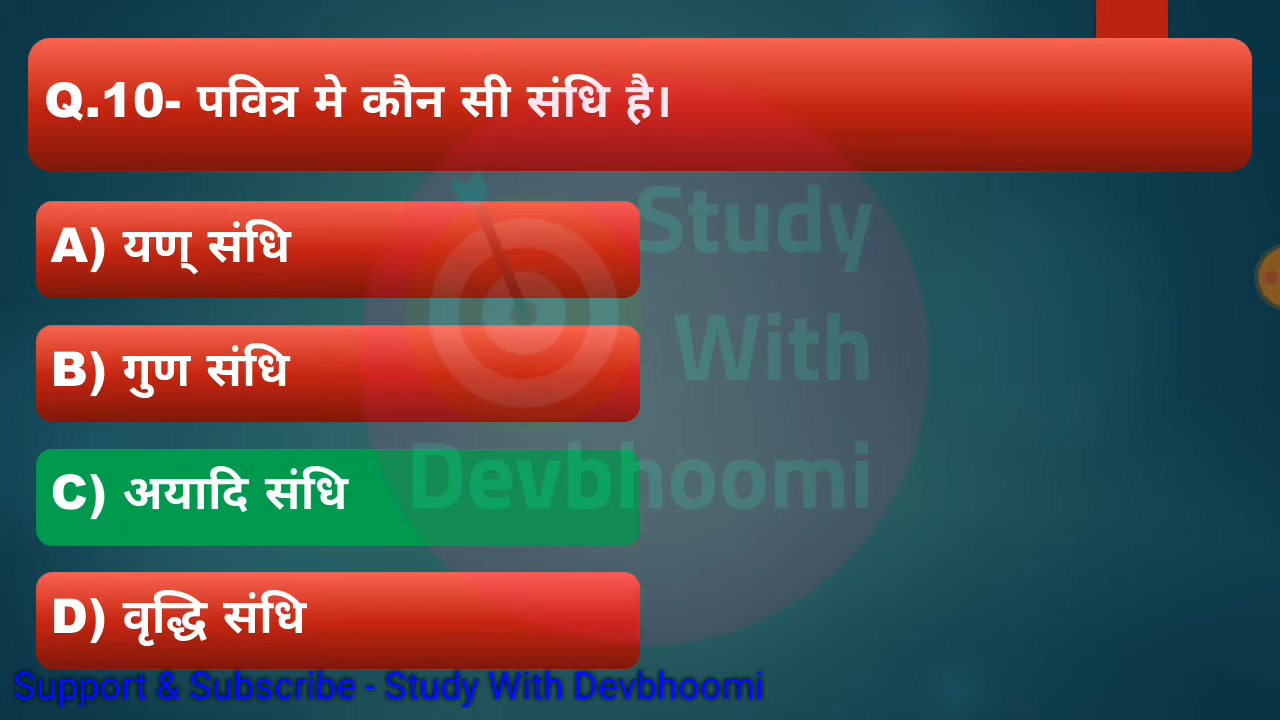 Q.10- पवित्र मे कौन सी संधि है।
A) यण् संधि
B) गुण संधि
C) अयादि संधि
D) वृद्धि संधि
Study
With
Devbhoomi
Support & Subscribe - Study With Devbhoomi